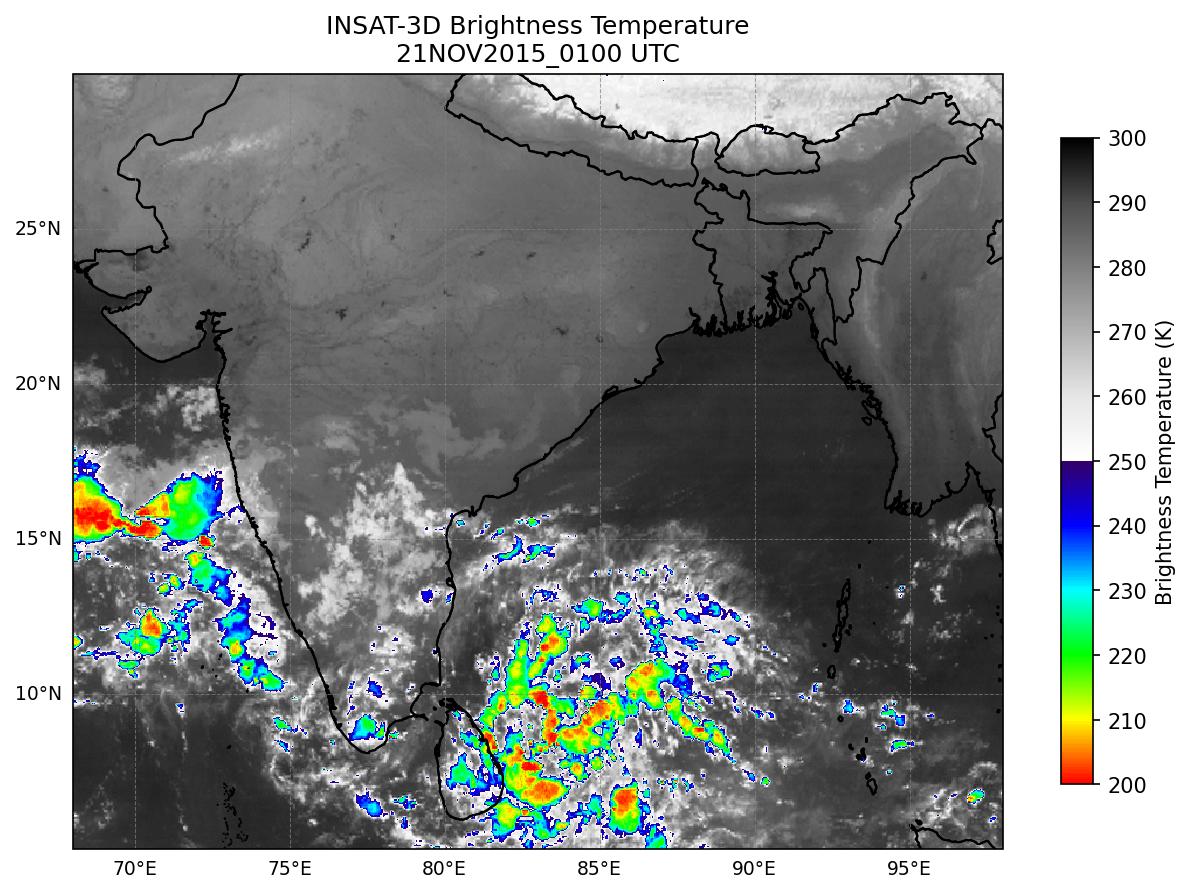 INSAT-3D Brightness Temperature
21NOV2015_0100 UTC
25°N
20°N
15°N
10°N
70°E
75°E
80°E
85°E
90°E
95°E
300
290
280
270
260
250
240
230
220
210
200
Brightness Temperature (K)